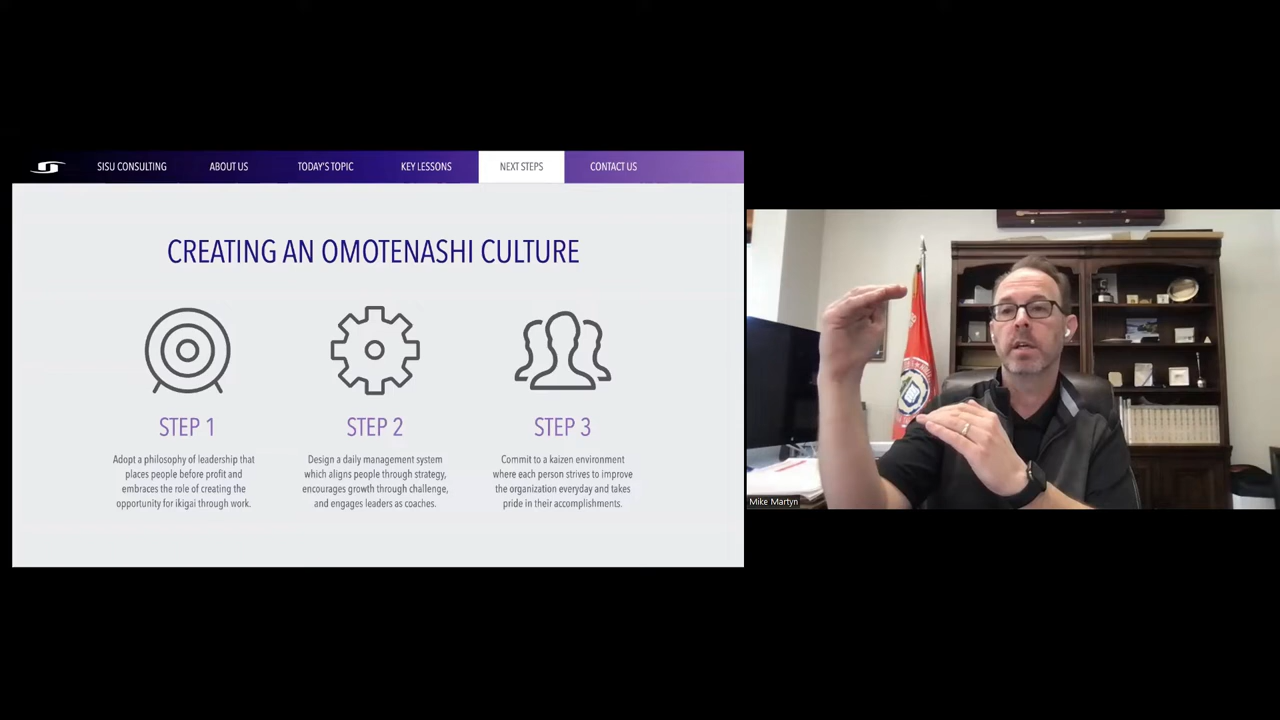 SISU CONSULTING
ABOUT US
TODAY'S TOPIC
KEY LESSONS
NEXT STEPS
CONTACT US
CREATING AN OMOTENASHI CULTURE
STEP 1
Adopt a philosophy of leadership that
places people before profit and
embraces the role of creating the
opportunity for ikigai through work.
STEP 2
Design a daily management system
which aligns people through strategy,
encourages growth through challenge,
and engages leaders as coaches.
STEP 3
Commit to a kaizen environment
where each person strives to improve
the organization everyday and takes
pride in their accomplishments.
Mike Martyn